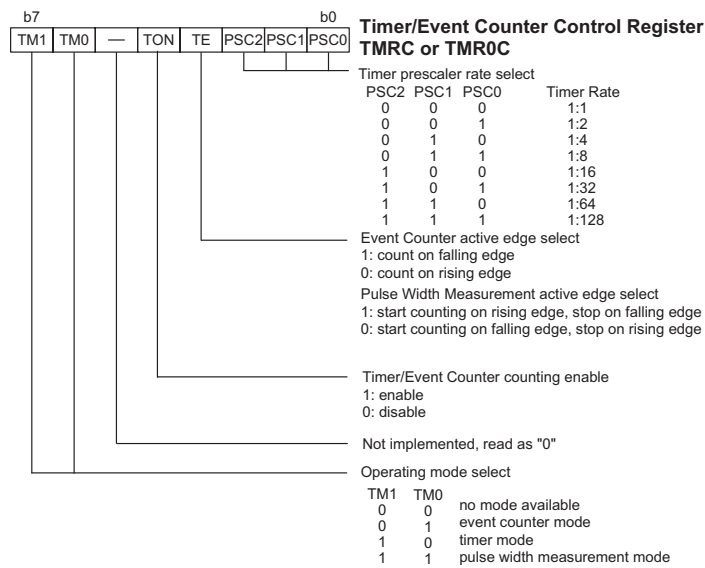 b7 b0
TM1 TM0 — TON TE PSC2 PSC1 PSC0
Timer/Event Counter Control Register
TMRC or TMR0C
Timer prescaler rate select
PSC2 PSC1 PSC0 Timer Rate
0 0 0 1:1
0 0 1 1:2
0 1 0 1:4
0 1 1 1:8
1 0 0 1:16
1 0 1 1:32
1 1 0 1:64
1 1 1 1:128
Event Counter active edge select
1: count on falling edge
0: count on rising edge
Pulse Width Measurement active edge select
1: start counting on rising edge, stop on falling edge
0: start counting on falling edge, stop on rising edge
Timer/Event Counter counting enable
1: enable
0: disable
Not implemented, read as "0"
Operating mode select
TM1 TM0
0 0 no mode available
0 1 event counter mode
1 0 timer mode
1 1 pulse width measurement mode